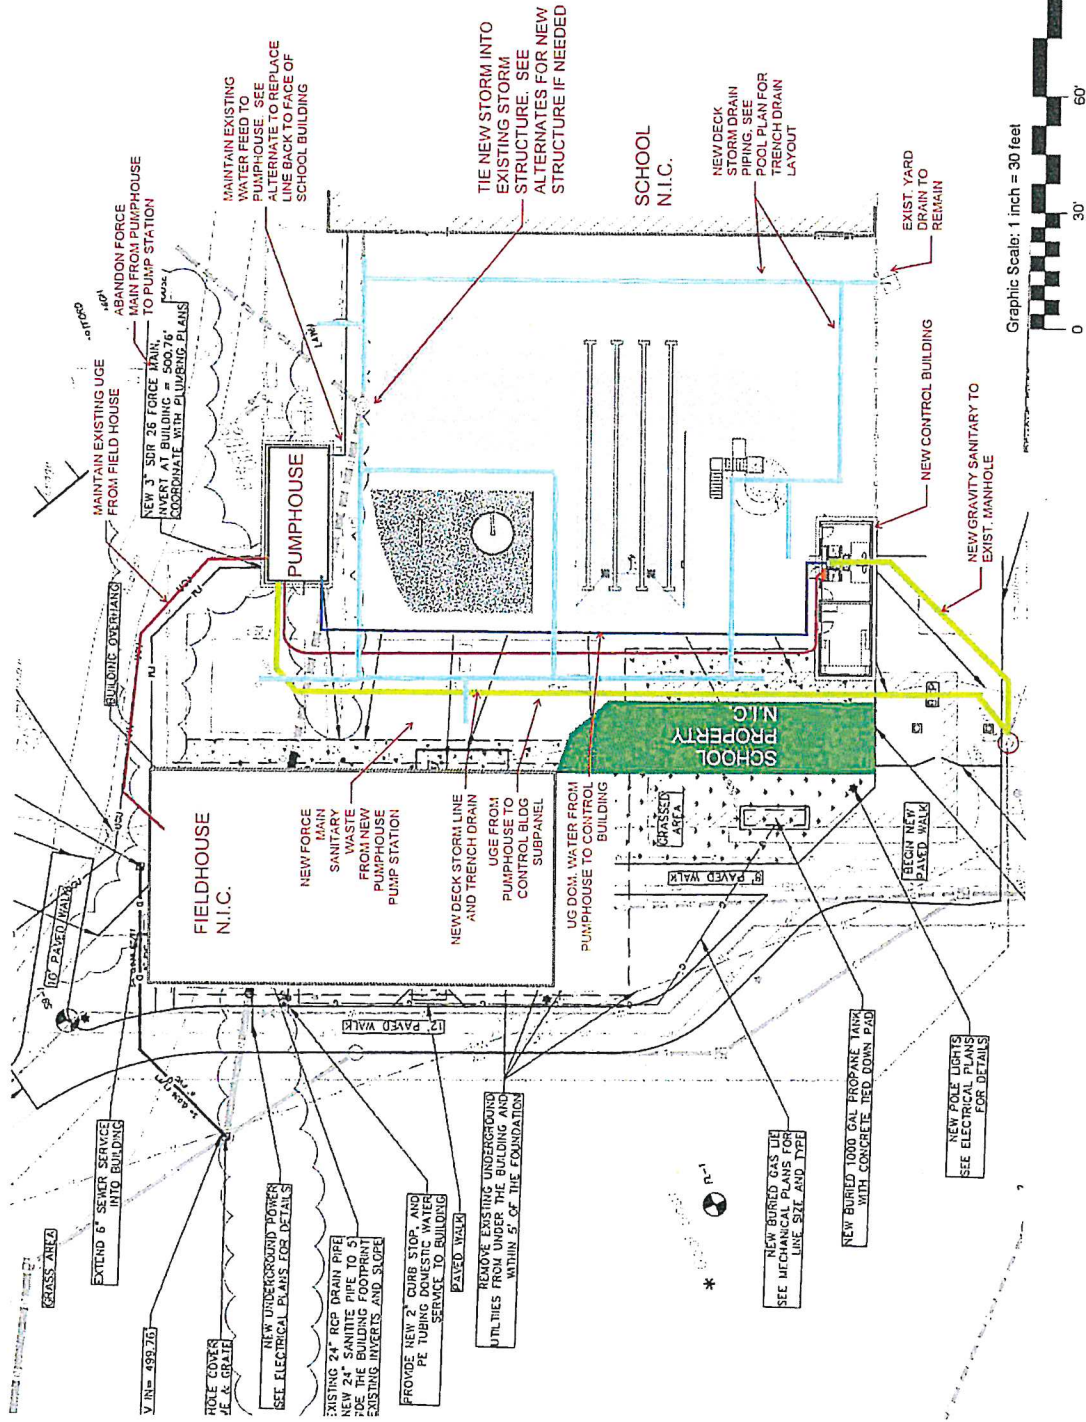 MAINTAIN EXISTING
WATER FEED TO
PUMPHOUSE. SEE
ALTERNATE TO REPLACE
LINE BACK TO FACE OF
SCHOOL BUILDING
TIE NEW STORM INTO
EXISTING STORM
STRUCTURE. SEE
ALTERNATES FOR NEW
STRUCTURE IF NEEDED
SCHOOL
N.I.C.
NEW DECK
STORM DRAIN
PIPING. SEE
POOL PLAN FOR
TRENCH DRAIN
LAYOUT
EXIST. YARD
DRAIN TO
REMAIN
Graphic Scale: 1 inch = 30 feet
0
30'
60'
ABANDON FORCE
MAIN FROM PUMPHOUSE
TO PUMP STATION
NEW 3" SDR 26 FORCE MAIN,
INVERT AT BUILDING = 500.76'
COORDINATE WITH PLUMBING PLANS
MAINTAIN EXISTING UGE
FROM FIELD HOUSE
PUMPHOUSE
BUILDING OVERHANG
NEW CONTROL BUILDING
NEW GRAVITY SANITARY TO
EXIST. MANHOLE
SCHOOL
PROPERTY
N.I.C.
FIELDHOUSE
N.I.C.
NEW FORCE
MAIN
SANITARY
WASTE
FROM NEW
PUMPHOUSE
PUMP STATION
NEW DECK STORM LINE
AND TRENCH DRAIN
UGE FROM
PUMPHOUSE TO
CONTROL BLDG
SUBPANEL
UG DOM. WATER FROM
PUMPHOUSE TO CONTROL
BUILDING
GRASSED
AREA
8' PAVED WALK
BEGIN NEW
PAVED WALK
10' PAVED WALK
12' PAVED WALK
GRASS AREA
EXTEND 6" SEWER SERVICE
INTO BUILDING
V IN= 499.76'
HOLE COVER
& GRATE
NEW UNDERGROUND POWER
SEE ELECTRICAL PLANS FOR DETAILS
EXISTING 24" RCP DRAIN PIPE
NEW 24" SANITITE PIPE TO 5'
THE BUILDING FOOTPRINT
EXISTING INVERTS AND SLOPE
PROVIDE NEW 2" CURB STOP, AND
PE TUBING DOMESTIC WATER
SERVICE TO BUILDING
PAVED WALK
REMOVE EXISTING UNDERGROUND
UTILITIES FROM UNDER THE BUILDING AND
WITHIN 5' OF THE FOUNDATION
NEW BURIED GAS LIE
SEE MECHANICAL PLANS FOR
LINE SIZE AND TYPE
NEW BURIED 1000 GAL PROPANE TANK
WITH CONCRETE TIED DOWN PAD
NEW POLE LIGHTS
SEE ELECTRICAL PLANS
FOR DETAILS